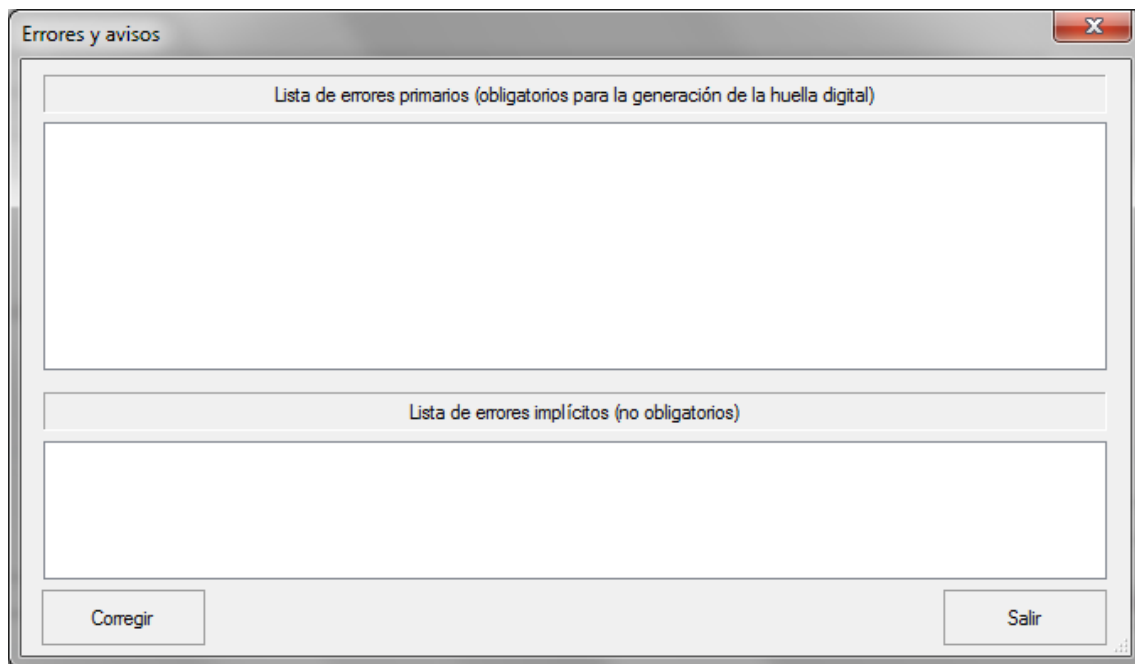 Errores y avisos
Lista de errores primarios (obligatorios para la generación de la huella digital)
Lista de errores implícitos (no obligatorios)
Corregir
Salir